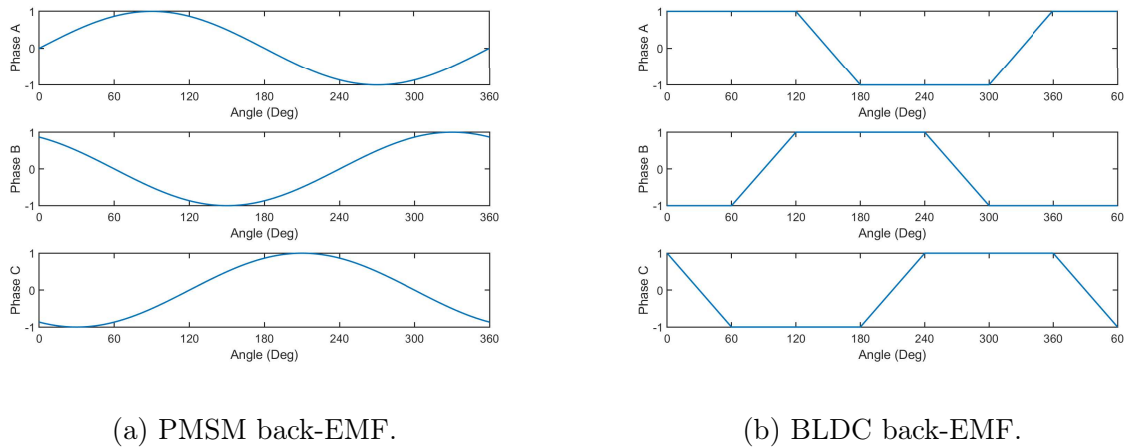 Phase A
1
0
-1
0 60 120 180 240 300 360
Angle (Deg)
Phase B
1
0
-1
0 60 120 180 240 300 360
Angle (Deg)
Phase C
1
0
-1
0 60 120 180 240 300 360
Angle (Deg)
(a) PMSM back-EMF.
Phase A
1
0
-1
0 60 120 180 240 300 360 60
Angle (Deg)
Phase B
1
0
-1
0 60 120 180 240 300 360 60
Angle (Deg)
Phase C
1
0
-1
0 60 120 180 240 300 360 60
Angle (Deg)
(b) BLDC back-EMF.